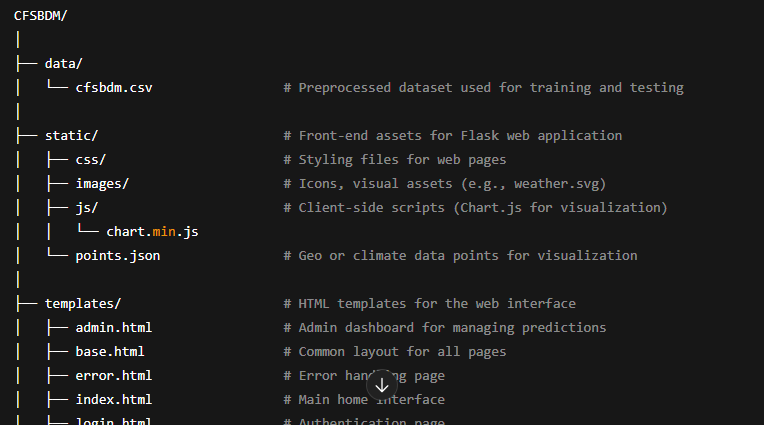 CFSBDM/
│
├── data/
│   └── cfsbdm.csv                 # Preprocessed dataset used for training and testing
│
├── static/                        # Front-end assets for Flask web application
│   ├── css/                       # Styling files for web pages
│   ├── images/                    # Icons, visual assets (e.g., weather.svg)
│   ├── js/                        # Client-side scripts (Chart.js for visualization)
│   │   └── chart.min.js
│   └── points.json                # Geo or climate data points for visualization
│
├── templates/                     # HTML templates for the web interface
│   ├── admin.html                 # Admin dashboard for managing predictions
│   ├── base.html                  # Common layout for all pages
│   ├── error.html                 # Error handling page
│   ├── index.html                 # Main home interface
│   ├── login.html                 # Authentication page